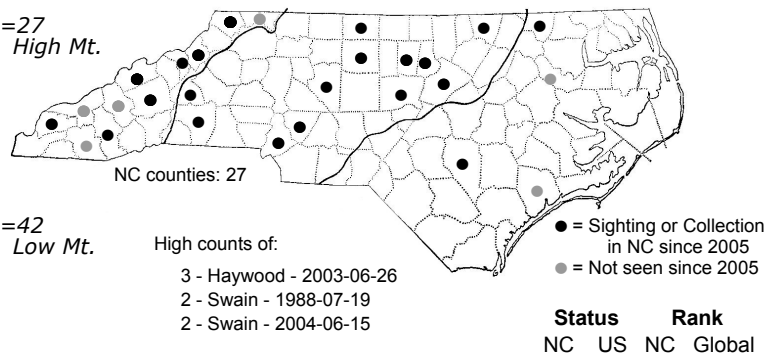 =27
High Mt.
NC counties: 27
=42
Low Mt.
High counts of:
3 - Haywood - 2003-06-26
2 - Swain - 1988-07-19
2 - Swain - 2004-06-15
● = Sighting or Collection
in NC since 2005
● = Not seen since 2005
Status Rank
NC US NC Global